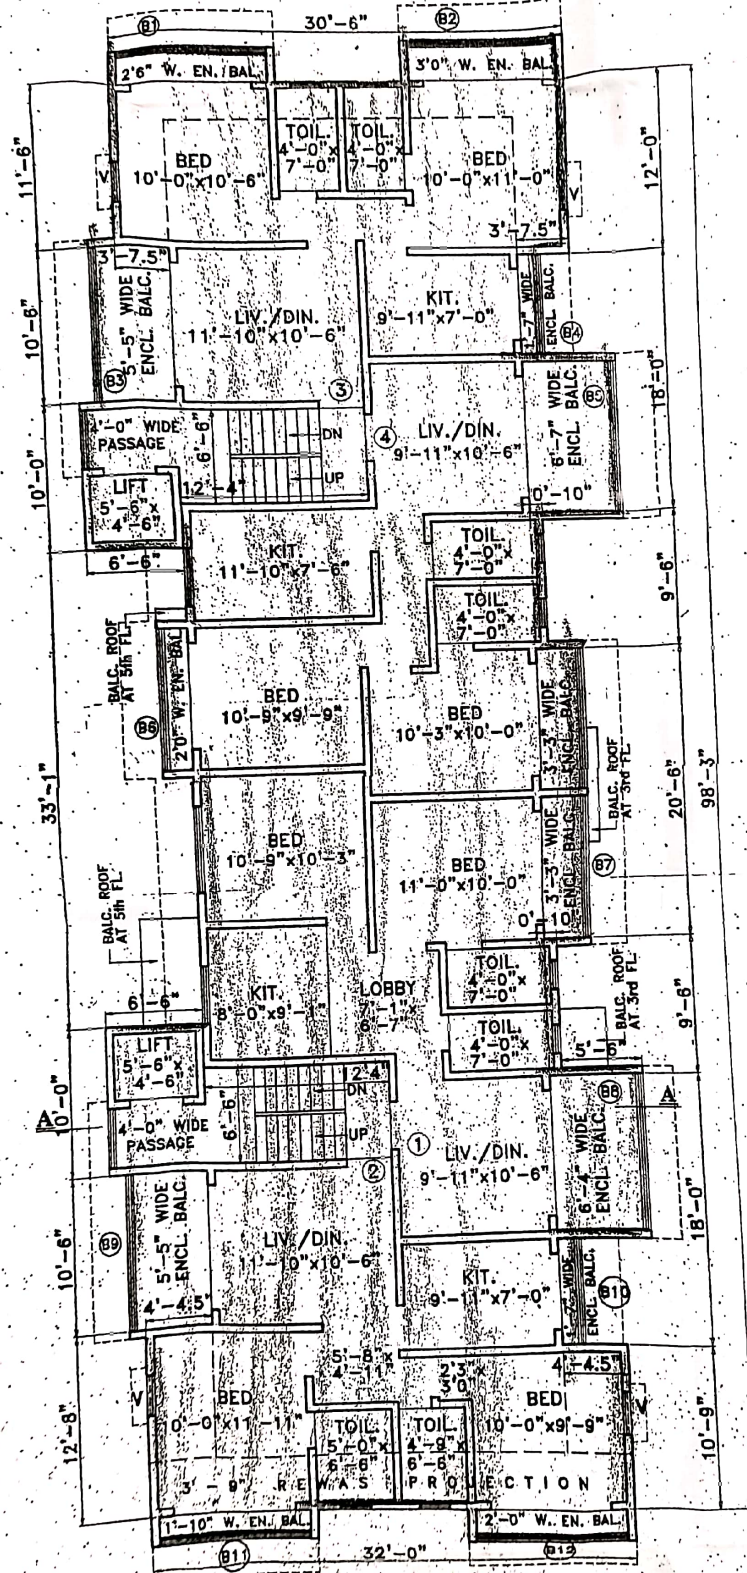 B1
30'-6"
B2
2'6" W. EN. BAL.
3'0" W. EN. BAL.
TOIL.
4'-0"x
7'-0"
TOIL.
4'-0"x
7'-0"
BED
10'-0"x10'-6"
BED
10'-0"x11'-0"
11'-6"
12'-0"
V
V
3'-7.5"
3'-7.5"
5'-5" WIDE
ENCL. BALC.
LIV./DIN.
11'-10"x10'-6"
KIT.
9'-11"x7'-0"
1'-7" WIDE
ENCL BALC.
B4
10'-6"
B3
3
B5
18'-0"
4'-0" WIDE
PASSAGE
6'-6"
DN
UP
4
LIV./DIN.
9'-11"x10'-6"
6'-7" WIDE
ENCL. BALC.
10'-0"
LIFT
12'-4"
0'-10"
6'-6"
KIT.
11'-10"x7'-6"
TOIL.
4'-0"x
7'-0"
TOIL.
4'-0"x
7'-0"
9'-6"
BALC. ROOF
AT 5th FL.
B6
2'0" W. EN. BAL
BED
10'-9"x9'-9"
BED
10'-3"x10'-0"
3'-3" WIDE
ENCL BALC.
BALC. ROOF
AT 3rd FL.
33'-1"
20'-6"
98'-3"
BED
10'-9"x10'-3"
BED
11'-0"x10'-0"
3'-3" WIDE
ENCL BALC.
B7
0'-10
BALC. ROOF
AT 5th FL.
KIT.
8'-0"x9'-1"
LOBBY
6'-7"
TOIL.
4'-0"x
7'-0"
TOIL.
4'-0"x
7'-0"
BALC. ROOF
AT 3rd FL.
9'-6"
6'-6"
5'-6"
LIFT
5'-6"x
4'-6"
2'4"
DN
UP
6'-6"
B8
A
A
10'-0"
4'-0" WIDE
PASSAGE
1
2
LIV./DIN.
9'-11"x10'-6"
6'-4" WIDE
ENCL. BALC.
18'-0"
B9
5'-5" WIDE
ENCL. BALC.
LIV./DIN.
11'-10"x10'-6"
10'-6"
4'-4.5"
KIT.
9'-11"x7'-0"
ENCL BALC.
B10
5'-8"x
4'-11"
4'-4.5"
V
V
BED
10'-0"x11'-11"
BED
10'-0"x9'-9"
TOIL.
5'-0"x
6'-6"
TOIL.
4'-9"x
6'-6"
12'-8"
10'-9"
3'-9" REWAS PROJECTION
1'-10" W. EN. BAL.
2'-0" W. EN. BAL.
B11
32'-0"
B12